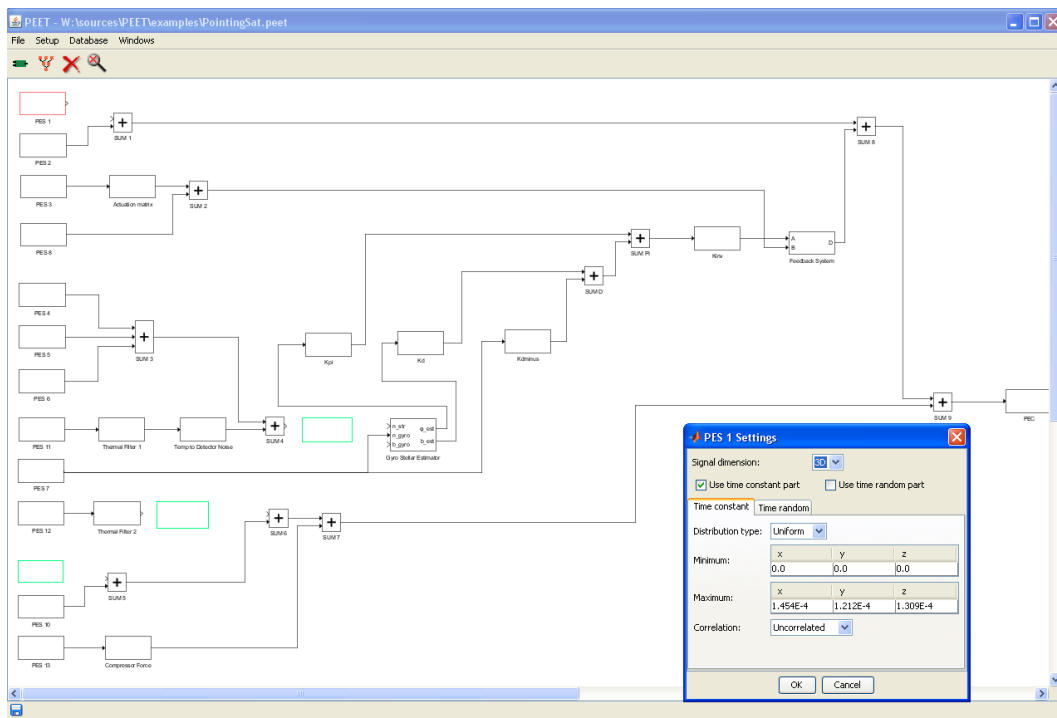 PEET - W:\sources\PEET\examples\PointingSat.peet
File Setup Database Windows
PES 1
SUM 1
PES 2
SUM 8
PES 3
Actuation matrix
SUM 2
PES 8
A
B
D
SUM PI
Kinv
Feedback System
SUM D
PES 4
PES 5
SUM 3
Kpi
Kd
Kdminus
PES 6
PES 11
Thermal Filter 1
Temp to Detector Noise
SUM 4
n_str
n_gyro
b_gyro
q_est
b_est
Gyro Stellar Estimator
SUM 9
PEC
PES 7
PES 12
Thermal Filter 2
SUM 6
SUM 7
SUM 5
PES 10
PES 13
Compressor Force
PES 1 Settings
Signal dimension: 3D
Use time constant part Use time random part
Time constant Time random
Distribution type: Uniform
x y z
Minimum:
0.0 0.0 0.0
x y z
Maximum:
1.454E-4 1.212E-4 1.309E-4
Correlation: Uncorrelated
OK Cancel